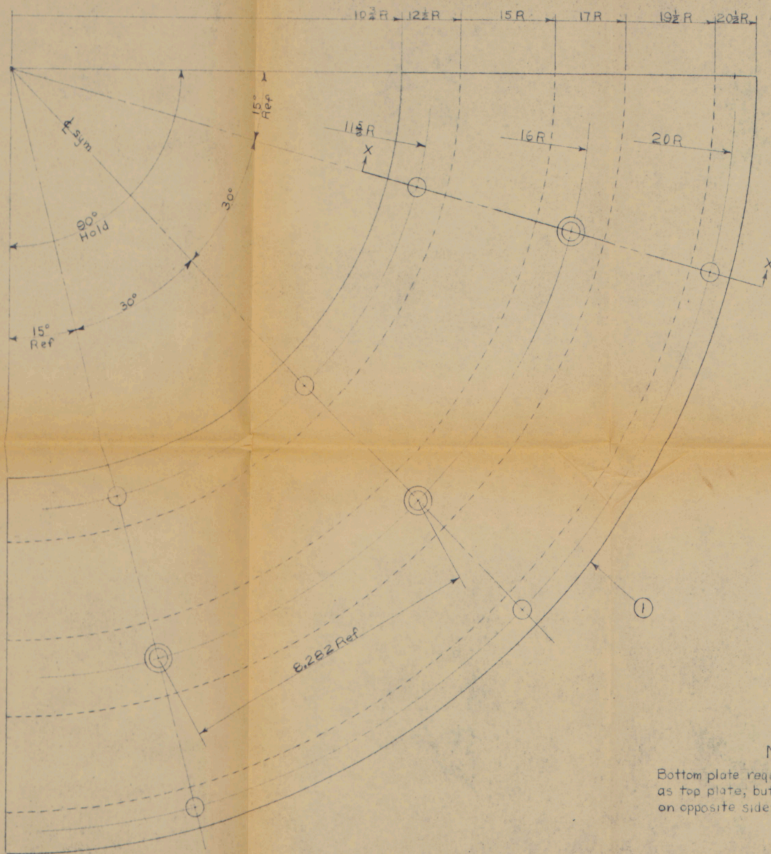 10¾R 12½R 15R 17R 19½R 20½R
15° Ref
11⅝R
16R
20R
X
X
℄ Sym
30°
90°
Hold
30°
15°
Ref
8.282 Ref
1
Bottom plate
as top plate, but
on opposite side